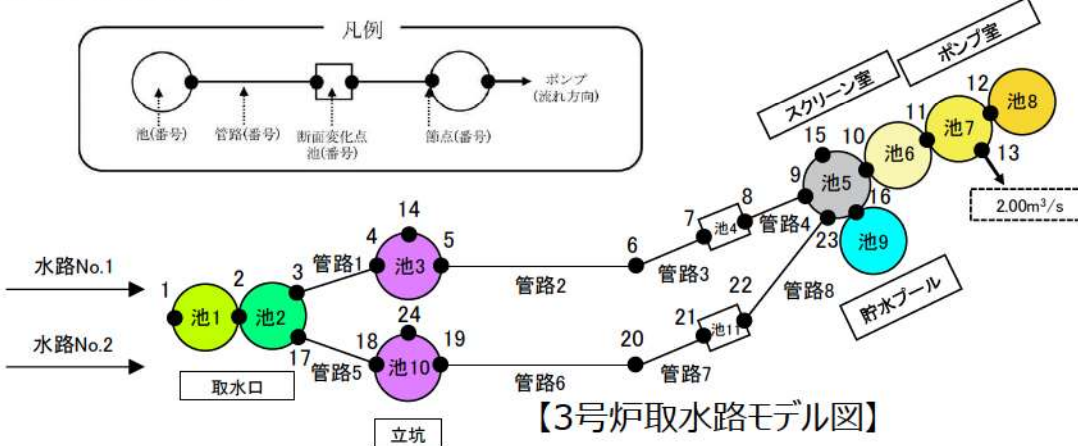 凡例
ポンプ
(流れ方向)
池(番号)
管路(番号)
断面変化点
池(番号)
節点(番号)
スクリーン室
ポンプ室
水路No.1
水路No.2
1
池1
2
池2
3
17
取水口
管路1
管路5
4
14
池3
5
18
24
池10
19
立坑
管路2
管路6
6
20
管路3
管路7
7
池4
8
21
池11
22
管路4
管路8
15
9
池5
10
16
23
池9
貯水プール
池6
11
池7
12
池8
13
2.00m³/s
【3号炉取水路モデル図】